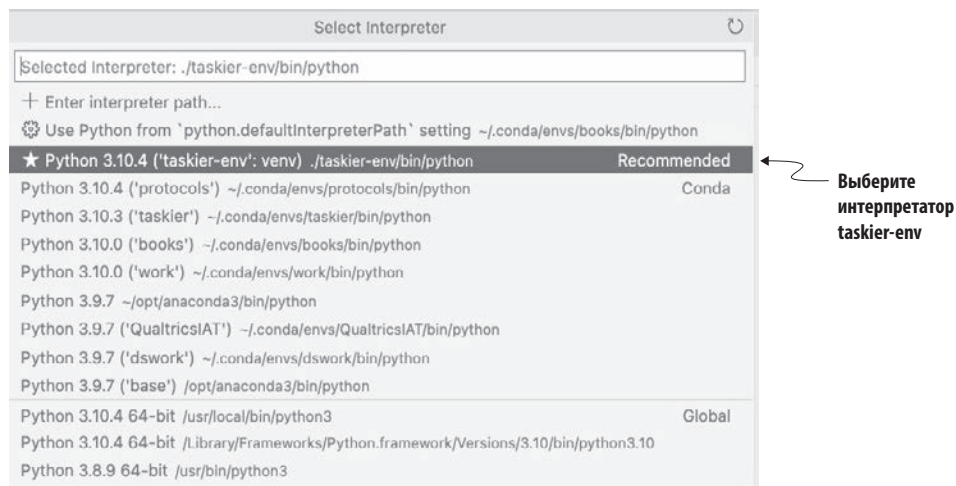 Select Interpreter
Selected Interpreter: ./taskier-env/bin/python
+ Enter interpreter path...
Use Python from `python.defaultInterpreterPath` setting ~/.conda/envs/books/bin/python
★ Python 3.10.4 ('taskier-env': venv) ./taskier-env/bin/python Recommended
Python 3.10.4 ('protocols') ~/.conda/envs/protocols/bin/python Conda
Python 3.10.3 ('taskier') ~/.conda/envs/taskier/bin/python
Python 3.10.0 ('books') ~/.conda/envs/books/bin/python
Python 3.10.0 ('work') ~/.conda/envs/work/bin/python
Python 3.9.7 ~/opt/anaconda3/bin/python
Python 3.9.7 ('QualtricsIAT') ~/.conda/envs/QualtricsIAT/bin/python
Python 3.9.7 ('dswork') ~/.conda/envs/dswork/bin/python
Python 3.9.7 ('base') /opt/anaconda3/bin/python
Python 3.10.4 64-bit /usr/local/bin/python3 Global
Python 3.10.4 64-bit /Library/Frameworks/Python.framework/Versions/3.10/bin/python3.10
Python 3.8.9 64-bit /usr/bin/python3
Выберите
интерпретатор
taskier-env